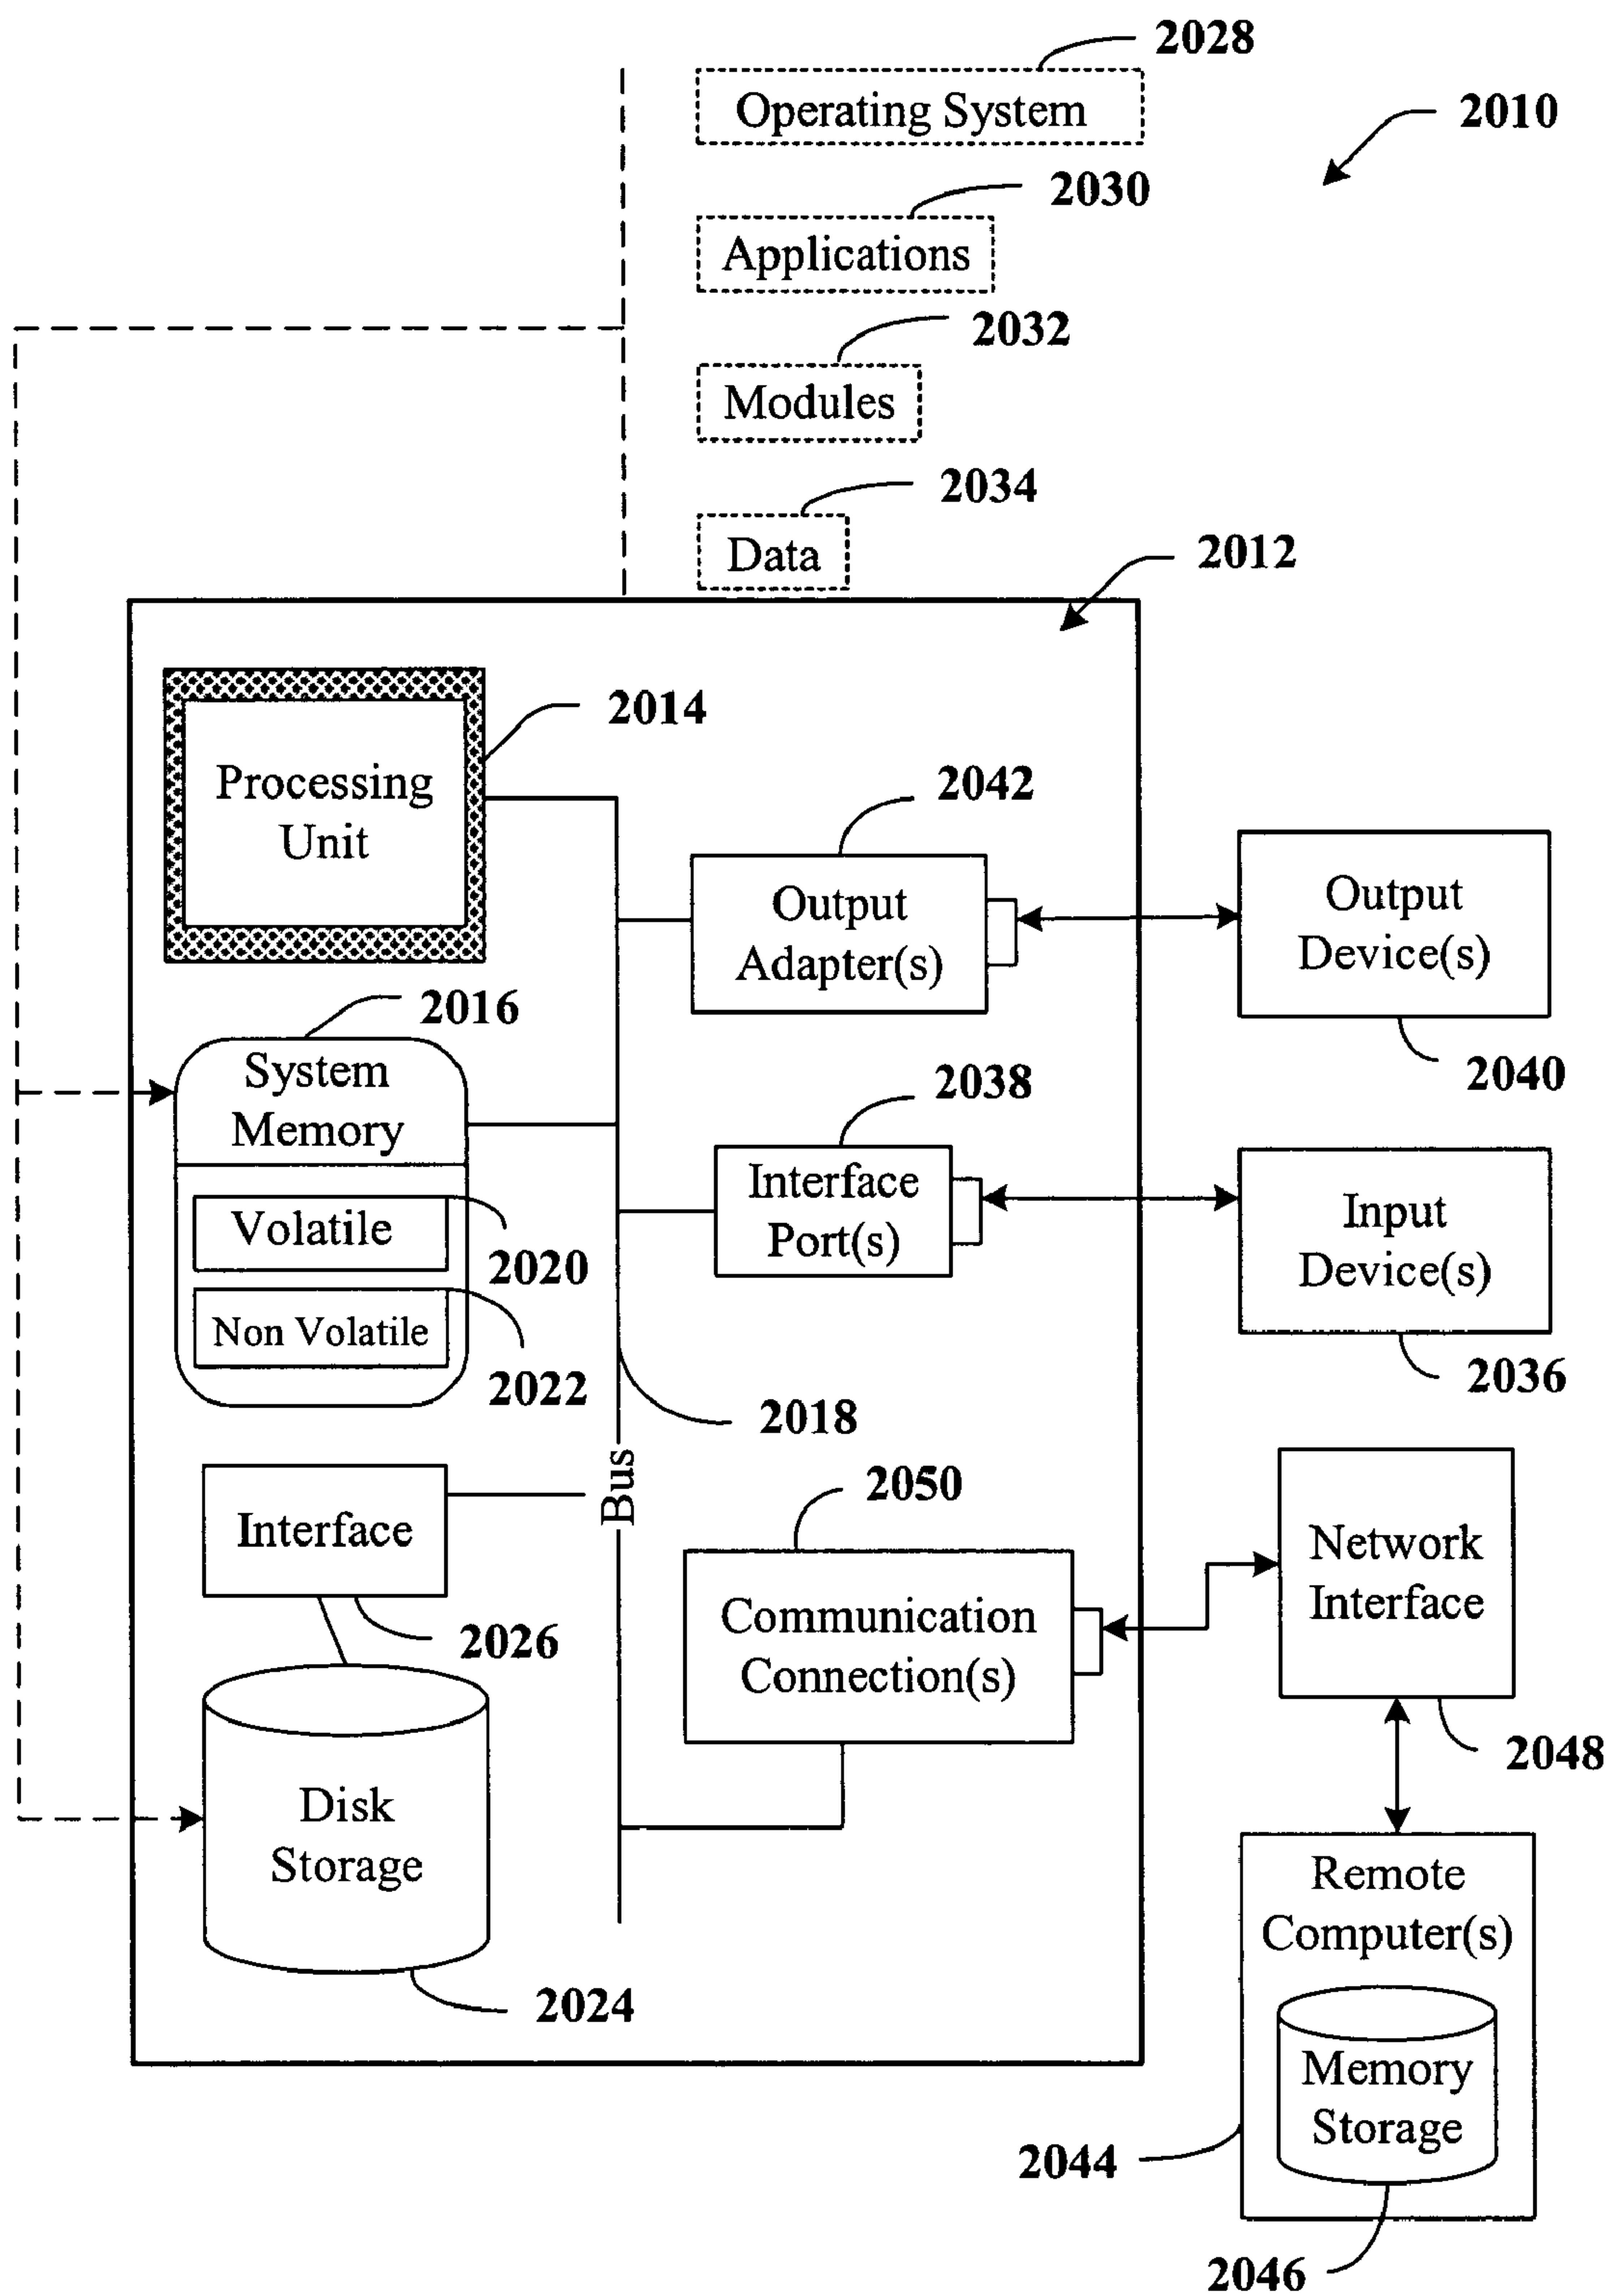 2028
Operating System
2010
2030
Applications
2032
Modules
2034
Data
2012
2014
Processing
Unit
2042
Output
Adapter(s)
Output
Device(s)
2040
2016
System
Memory
Volatile
2020
Non Volatile
2022
2038
Interface
Port(s)
Input
Device(s)
2036
2018
Bus
Interface
2026
2050
Communication
Connection(s)
Network
Interface
2048
Disk
Storage
2024
Remote
Computer(s)
Memory
Storage
2044
2046